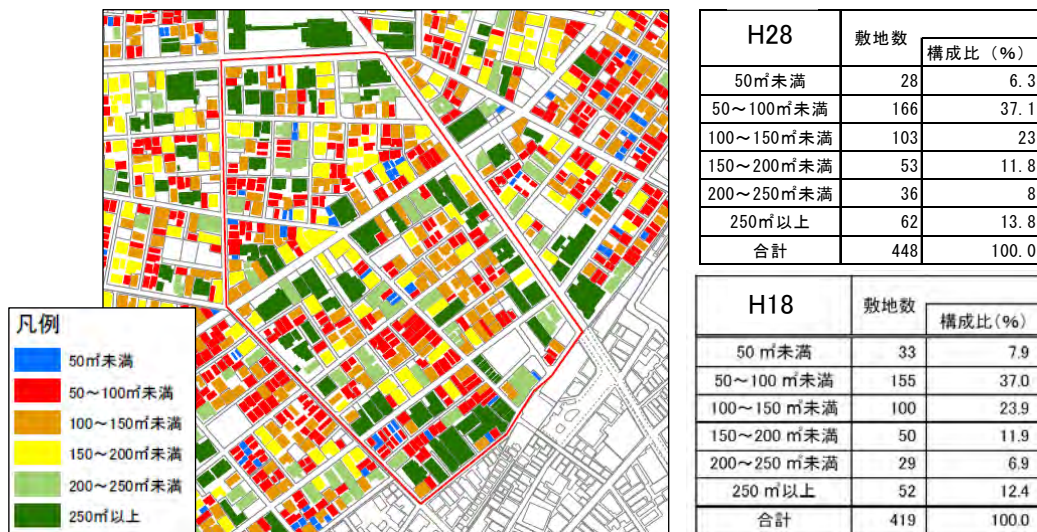 H28 敷地数 構成比（％）
50㎡未満 28 6.3
50～100㎡未満 166 37.1
100～150㎡未満 103 23
150～200㎡未満 53 11.8
200～250㎡未満 36 8
250㎡以上 62 13.8
合計 448 100.0
H18 敷地数 構成比(%)
50 ㎡未満 33 7.9
50～100 ㎡未満 155 37.0
100～150 ㎡未満 100 23.9
150～200 ㎡未満 50 11.9
200～250 ㎡未満 29 6.9
250 ㎡以上 52 12.4
合計 419 100.0
凡例
50㎡未満
50～100㎡未満
100～150㎡未満
150～200㎡未満
200～250㎡未満
250㎡以上